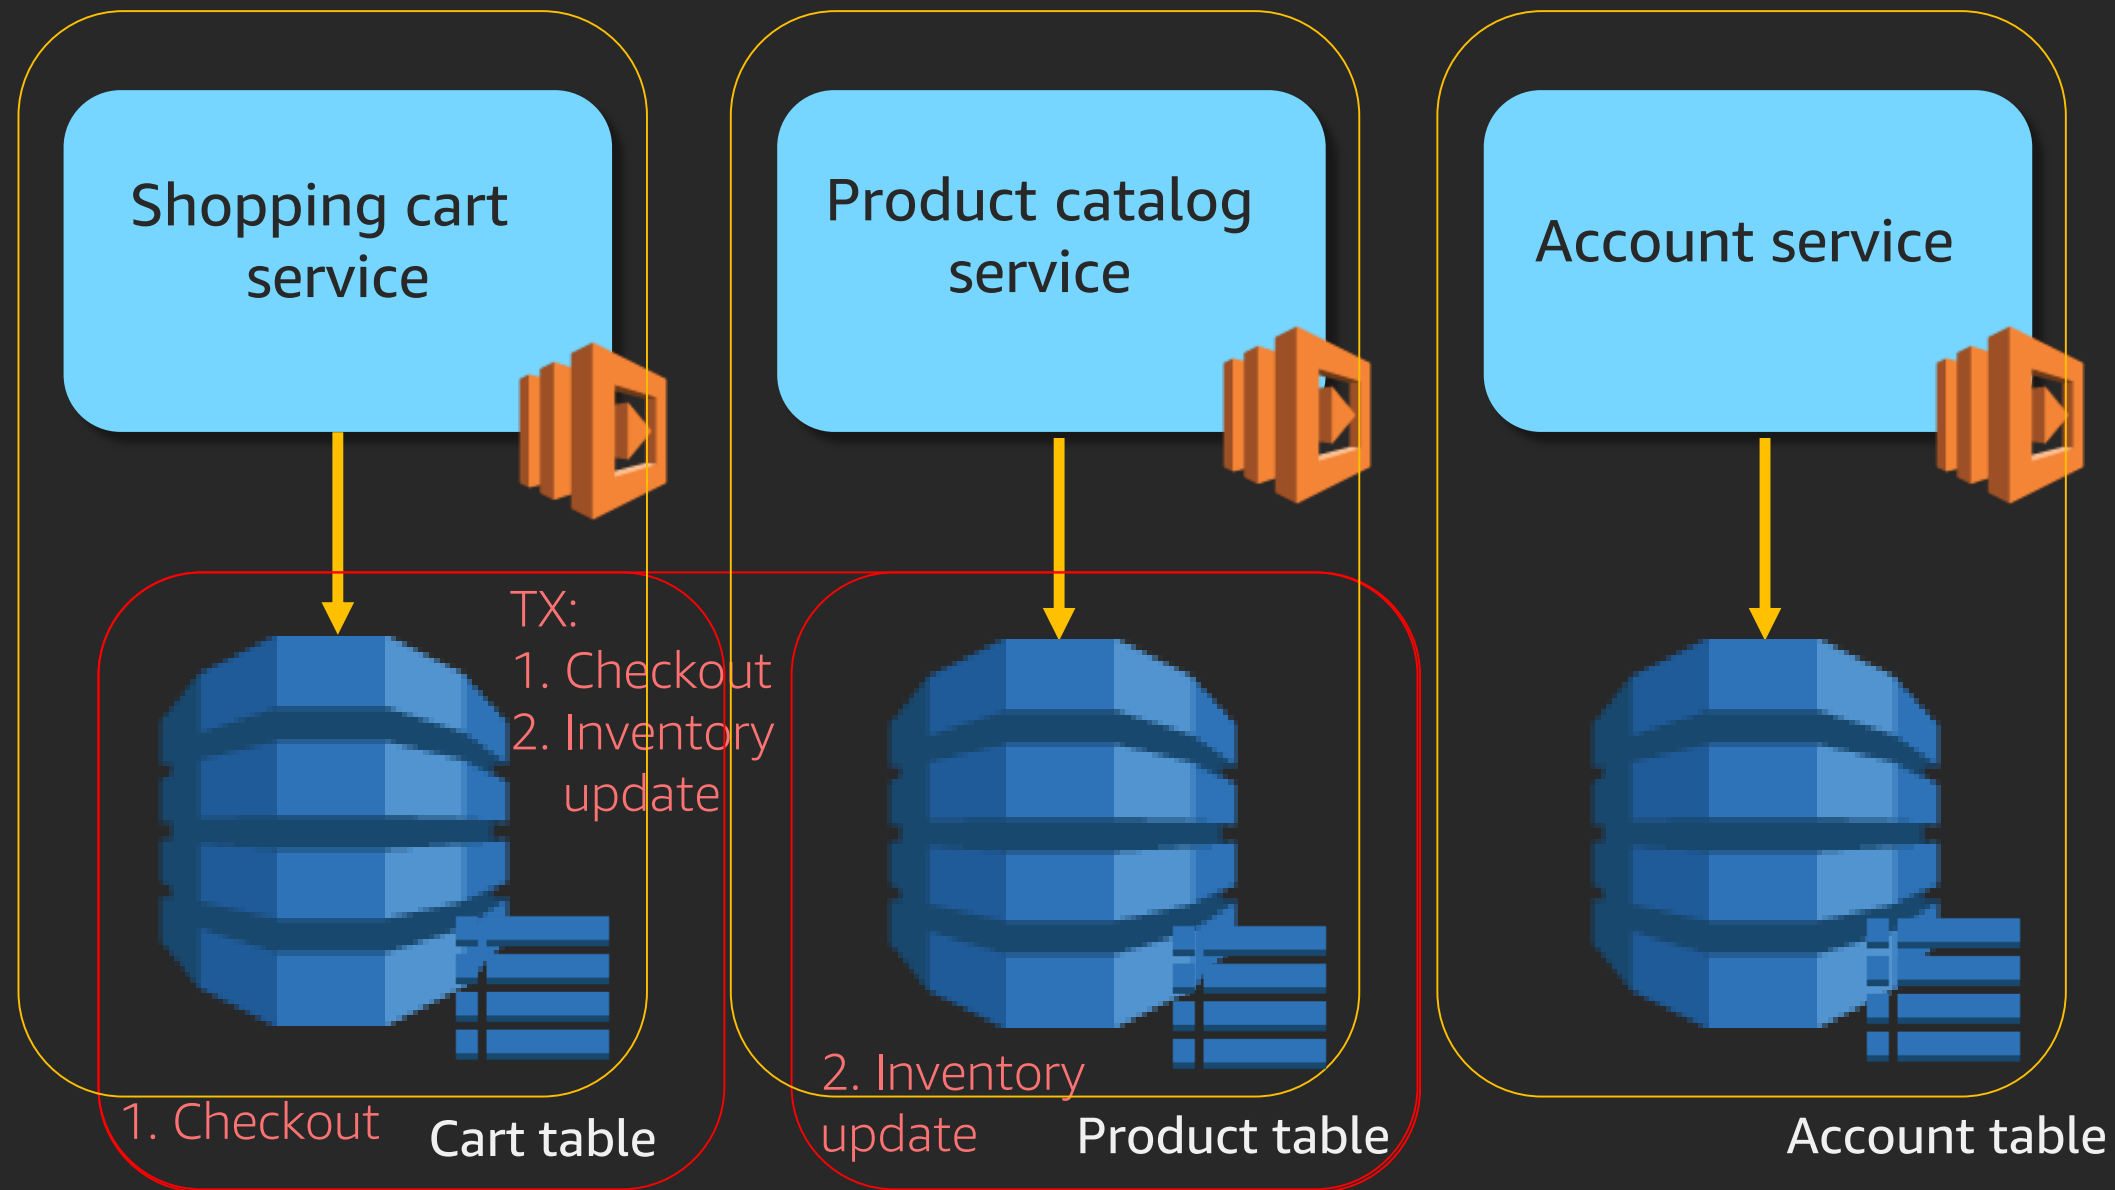 Shopping cart
service
Product catalog
service
Account service
TX:
1. Checkout
2. Inventory
update
1. Checkout
Cart table
2. Inventory
update
Product table
Account table